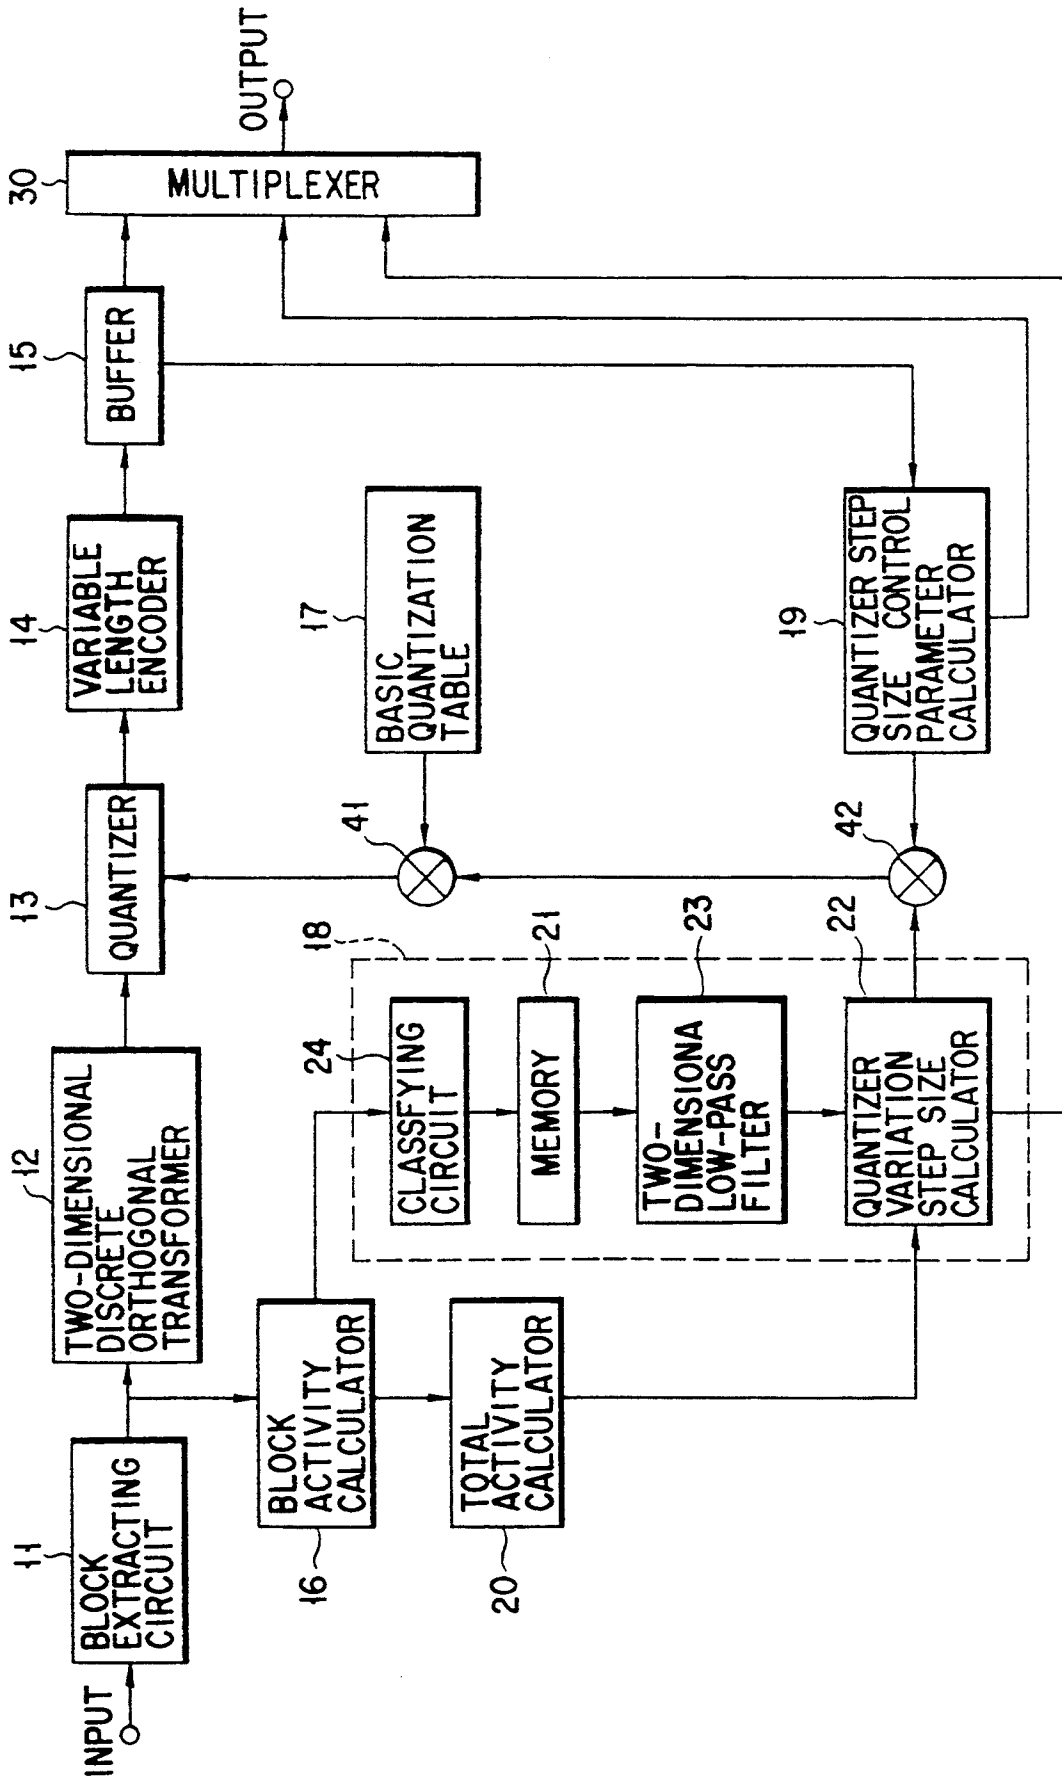 INPUT
11
BLOCK
EXTRACTING
CIRCUIT
12
TWO-DIMENSIONAL
DISCRETE
ORTHOGONAL
TRANSFORMER
13
QUANTIZER
14
VARIABLE
LENGTH
ENCODER
15
BUFFER
30
MULTIPLEXER
OUTPUT
16
BLOCK
ACTIVITY
CALCULATOR
20
TOTAL
ACTIVITY
CALCULATOR
18
24
CLASSFYING
CIRCUIT
21
MEMORY
23
TWO-
DIMENSIONA
LOW-PASS
FILTER
22
QUANTIZER
VARIATION
STEP SIZE
CALCULATOR
41
42
17
BASIC
QUANTIZATION
TABLE
19
QUANTIZER STEP
SIZE CONTROL
PARAMETER
CALCULATOR